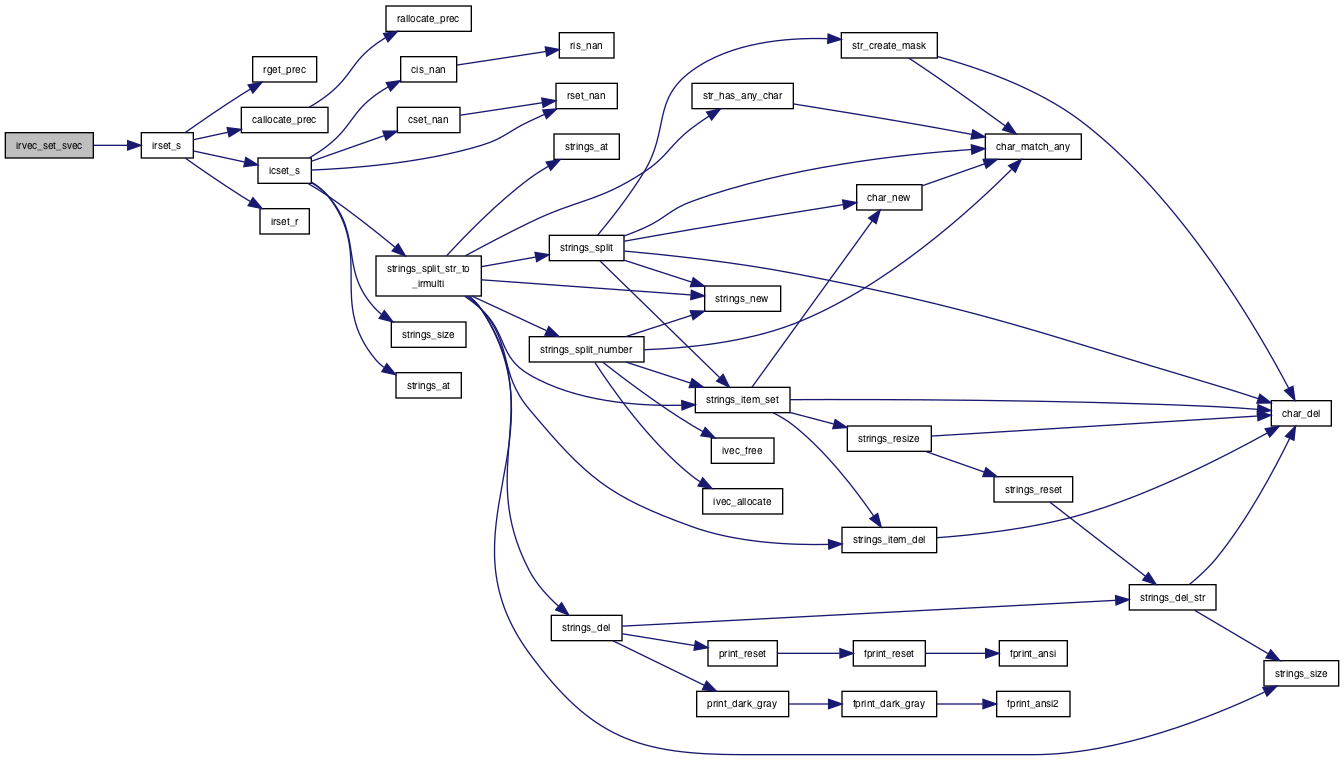 irvec_set_svec
irset_s
rget_prec
callocate_prec
icset_s
irset_r
rallocate_prec
cis_nan
cset_nan
strings_split_str_to
_irmulti
strings_size
strings_at
ris_nan
rset_nan
strings_at
strings_split
strings_split_number
strings_del
str_has_any_char
strings_new
strings_item_set
ivec_free
ivec_allocate
print_reset
print_dark_gray
str_create_mask
char_new
strings_resize
strings_item_del
fprint_reset
fprint_dark_gray
char_match_any
strings_reset
fprint_ansi
fprint_ansi2
strings_del_str
char_del
strings_size